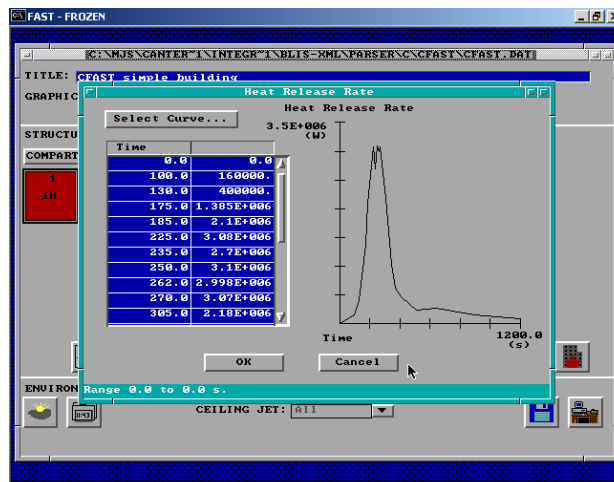 FAST - FROZEN
C:\MJS\CANTER~1\INTEGR~1\BLIS-XML\PARSER\C\CFAST\CFAST.DAT
TITLE: CFAST simple building
GRAPHIC
Heat Release Rate
Select Curve...
Heat Release Rate
3.5E+006
(W)
STRUCTU
COMPART
1
1H
Time
0.0 0.0
100.0 160000.
130.0 400000.
175.0 1.385E+006
185.0 2.1E+006
225.0 3.08E+006
235.0 2.7E+006
250.0 3.1E+006
262.0 2.998E+006
270.0 3.07E+006
305.0 2.18E+006
Time
1200.0
(s)
OK
Cancel
ENVIRON
Range 0.0 to 0.0 s.
CEILING JET: All